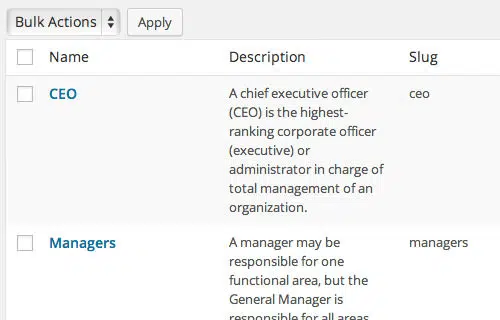 Bulk Actions Apply
Name Description Slug
CEO A chief executive officer ceo
(CEO) is the highest-
ranking corporate officer
(executive) or
administrator in charge of
total management of an
organization.
Managers A manager may be managers
responsible for one
functional area, but the
General Manager is
responsible for all areas